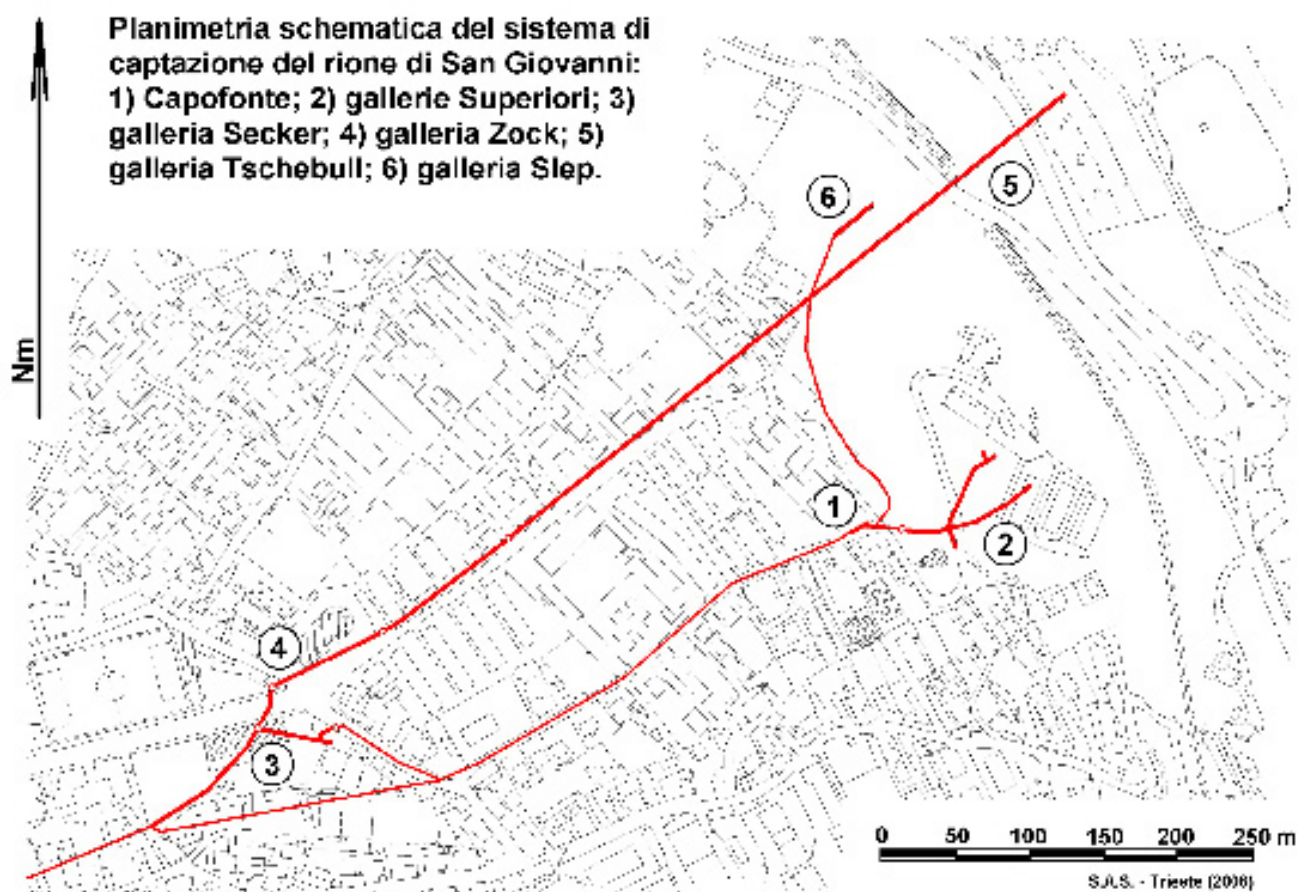 Planimetria schematica del sistema di
captazione del rione di San Giovanni:
1) Capofonte; 2) gallerie Superiori; 3)
galleria Secker; 4) galleria Zock; 5)
galleria Tschebull; 6) galleria Slep.
Nm
5
6
1
2
4
3
0 50 100 150 200 250 m
S.A.S. - Trieste (2006)